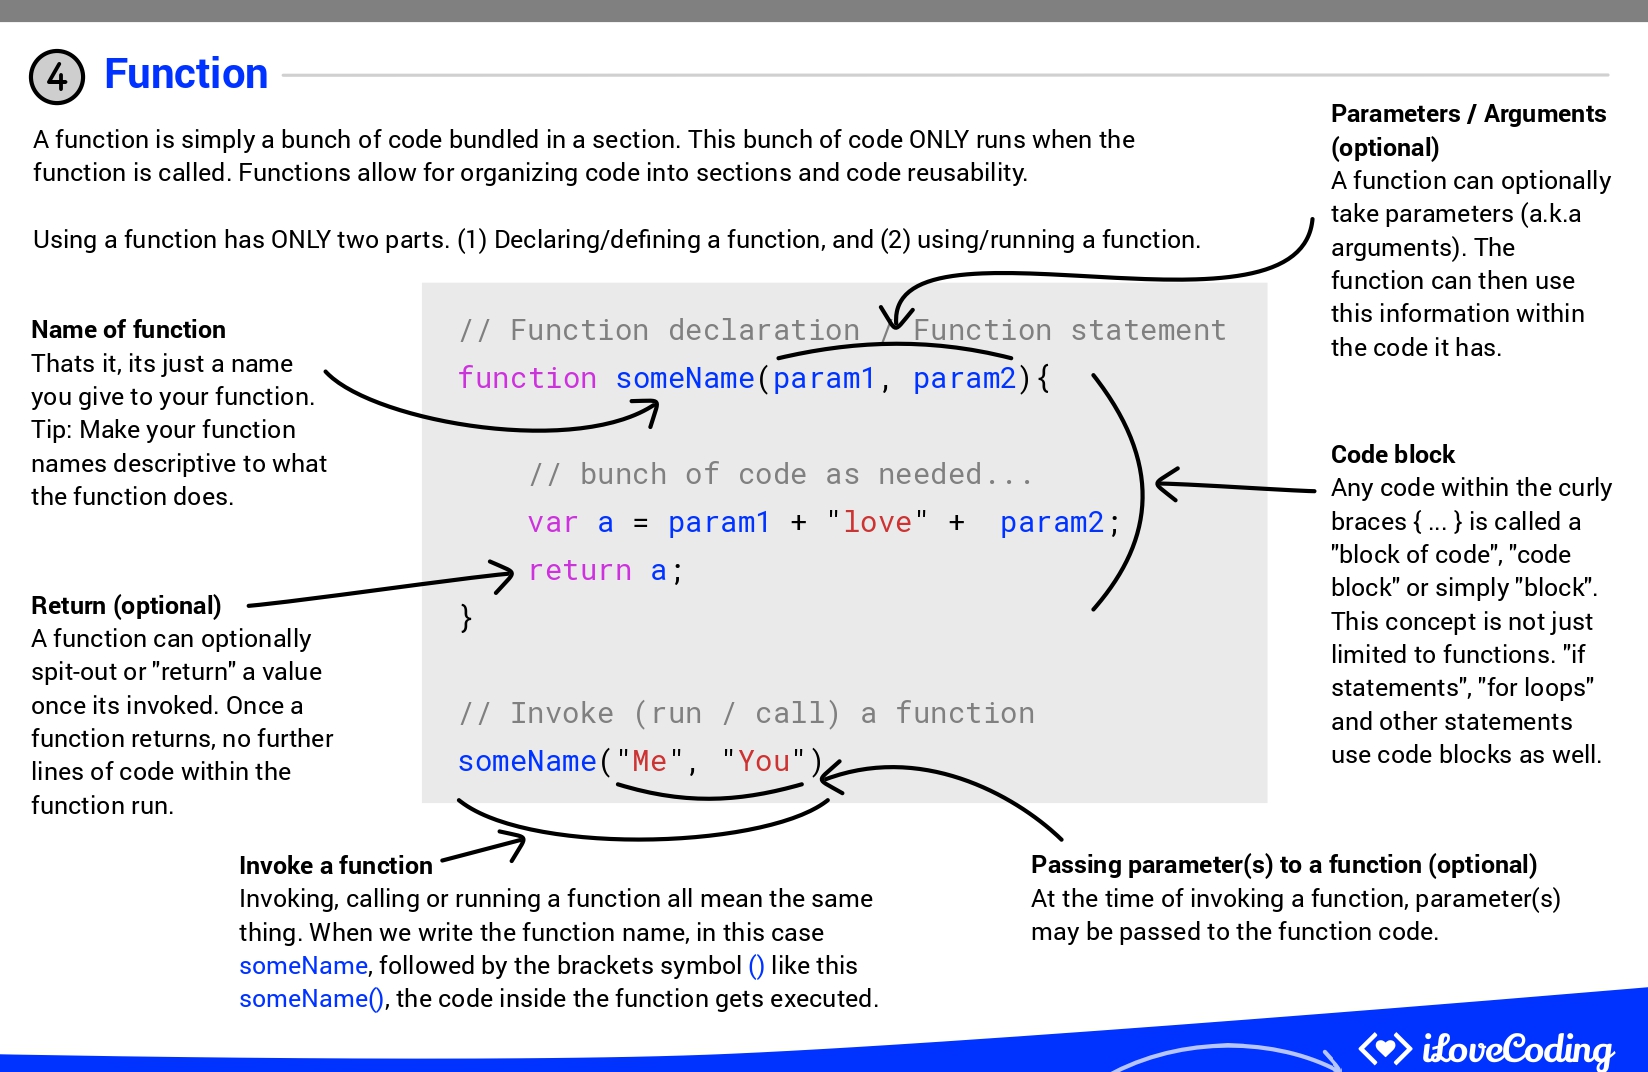 4 Function
A function is simply a bunch of code bundled in a section. This bunch of code ONLY runs when the
function is called. Functions allow for organizing code into sections and code reusability.
Using a function has ONLY two parts. (1) Declaring/defining a function, and (2) using/running a function.
Parameters / Arguments
(optional)
A function can optionally
take parameters (a.k.a
arguments). The
function can then use
this information within
the code it has.
Name of function
Thats it, its just a name
you give to your function.
Tip: Make your function
names descriptive to what
the function does.
// Function declaration / Function statement
function someName(param1, param2){
// bunch of code as needed...
var a = param1 + "love" +  param2;
return a;
}
// Invoke (run / call) a function
someName("Me", "You")
Code block
Any code within the curly
braces { ... } is called a
"block of code", "code
block" or simply "block".
This concept is not just
limited to functions. "if
statements", "for loops"
and other statements
use code blocks as well.
Return (optional)
A function can optionally
spit-out or "return" a value
once its invoked. Once a
function returns, no further
lines of code within the
function run.
Invoke a function
Invoking, calling or running a function all mean the same
thing. When we write the function name, in this case
someName, followed by the brackets symbol () like this
someName(), the code inside the function gets executed.
Passing parameter(s) to a function (optional)
At the time of invoking a function, parameter(s)
may be passed to the function code.
iLoveCoding